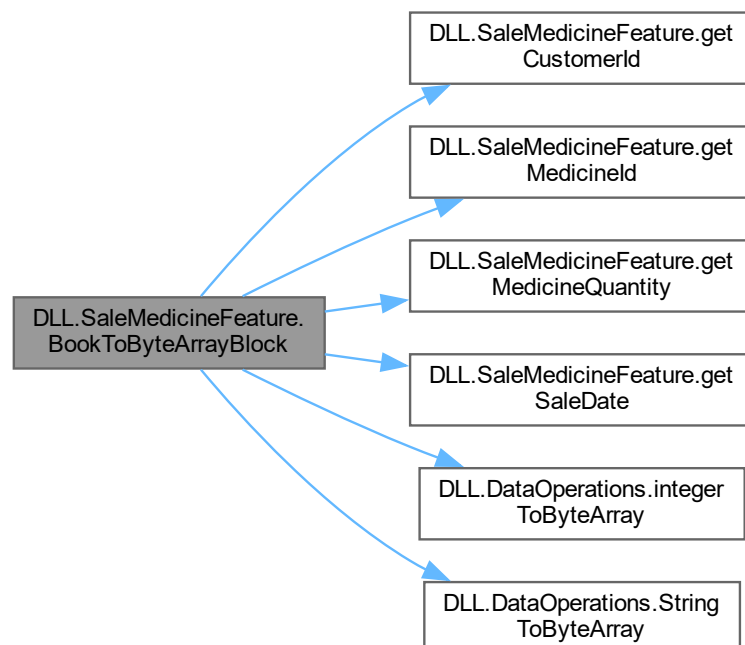 DLL.SaleMedicineFeature.get
CustomerId
DLL.SaleMedicineFeature.get
MedicineId
DLL.SaleMedicineFeature.get
MedicineQuantity
DLL.SaleMedicineFeature.
BookToByteArrayBlock
DLL.SaleMedicineFeature.get
SaleDate
DLL.DataOperations.integer
ToByteArray
DLL.DataOperations.String
ToByteArray